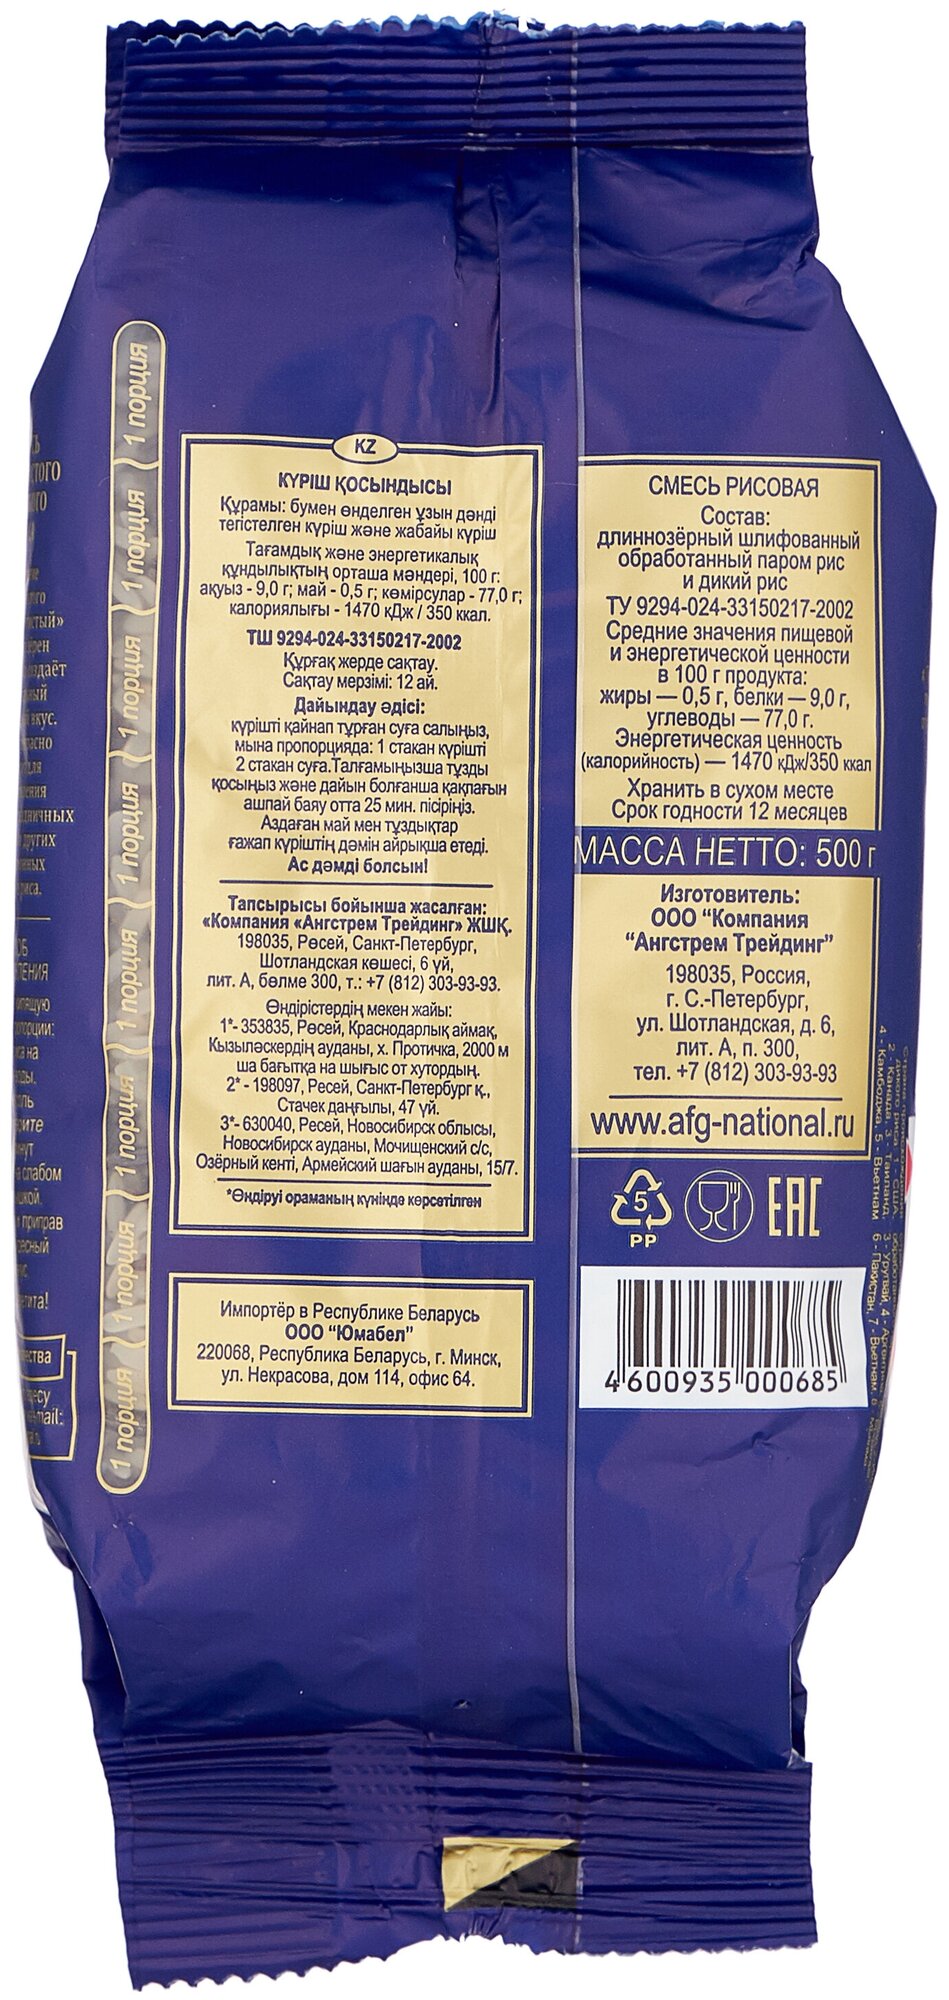 1 порция
1 порция
1 порция
1 порция
1 порция
1 порция
1 порция
1 порция
KZ
КҮРІШ ҚОСЫНДЫСЫ
Құрамы: бумен өнделген ұзын дәнді
тегістелген күріш және жабайы күріш
Тағамдық және энергетикалық
құндылықтың орташа мәндері, 100 г:
ақуыз - 9,0 г; май - 0,5 г; көмірсулар - 77,0 г;
калориялығы - 1470 кДж / 350 ккал.
ТШ 9294-024-33150217-2002
Құрғақ жерде сақтау.
Сақтау мерзімі: 12 ай.
Дайындау әдісі:
күрішті қайнап тұрған суға салыңыз,
мына пропорцияда: 1 стакан күрішті
2 стакан суға.Талғамыңызша тұзды
қосыңыз және дайын болғанша қақпағын
ашпай баяу отта 25 мин. пісіріңіз.
Аздаған май мен тұздықтар
ғажап күріштің дәмін айрықша етеді.
Ас дәмді болсын!
Тапсырысы бойынша жасалған:
«Компания «Ангстрем Трейдинг» ЖШҚ.
198035, Ресей, Санкт-Петербург,
Шотландская көшесі, 6 үй,
лит. А, бөлме 300, т.: +7 (812) 303-93-93.
Өндірістердің мекен жайы:
1*- 353835, Ресей, Краснодарлық аймақ,
Кызыләскердің ауданы, х. Протичка, 2000 м
ша бағытқа на шығыс от хутордың.
2* - 198097, Ресей, Санкт-Петербург қ.,
Стачек даңғылы, 47 үй.
3*- 630040, Ресей, Новосибирск облысы,
Новосибирск ауданы, Мочищенский с/с,
Озёрный кенті, Армейский шағын ауданы, 15/7.
*Өндіруі ораманың күнінде көрсетілген
Импортёр в Республике Беларусь
ООО "Юмабел"
220068, Республика Беларусь, г. Минск,
ул. Некрасова, дом 114, офис 64.
СМЕСЬ РИСОВАЯ
Состав:
длиннозёрный шлифованный
обработанный паром рис
и дикий рис
ТУ 9294-024-33150217-2002
Средние значения пищевой
и энергетической ценности
в 100 г продукта:
жиры — 0,5 г, белки — 9,0 г,
углеводы — 77,0 г.
Энергетическая ценность
(калорийность) — 1470 кДж/350 ккал
Хранить в сухом месте
Срок годности 12 месяцев
МАССА НЕТТО: 500 г
Изготовитель:
ООО "Компания
"Ангстрем Трейдинг"
198035, Россия,
г. С.-Петербург,
ул. Шотландская, д. 6,
лит. А, п. 300,
тел. +7 (812) 303-93-93
www.afg-national.ru
5
PP
EAC
4 600935 000685